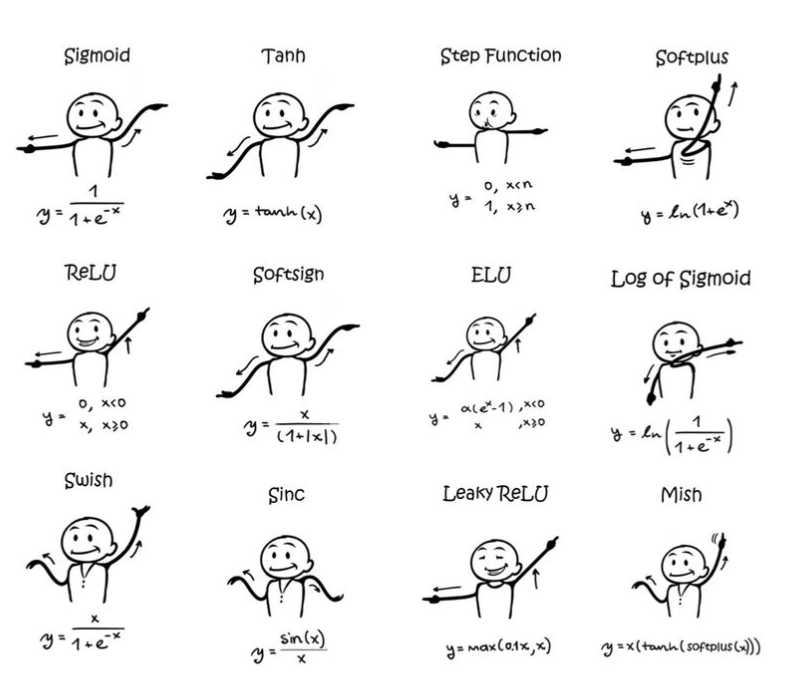 Sigmoid
y = 1 / 1+e^-x
Tanh
y = tanh(x)
Step Function
y = 0, x<n
1, x≥n
Softplus
y = ln(1+e^x)
ReLU
y = 0, x<0
x, x≥0
Softsign
y = x / (1+|x|)
ELU
y = α(e^x-1) ,x<0
x ,x≥0
Log of Sigmoid
y = ln(1 / 1+e^-x)
Swish
y = x / 1+e^-x
Sinc
y = sin(x) / x
Leaky ReLU
y = max(0.1x,x)
Mish
y = x(tanh(softplus(x)))